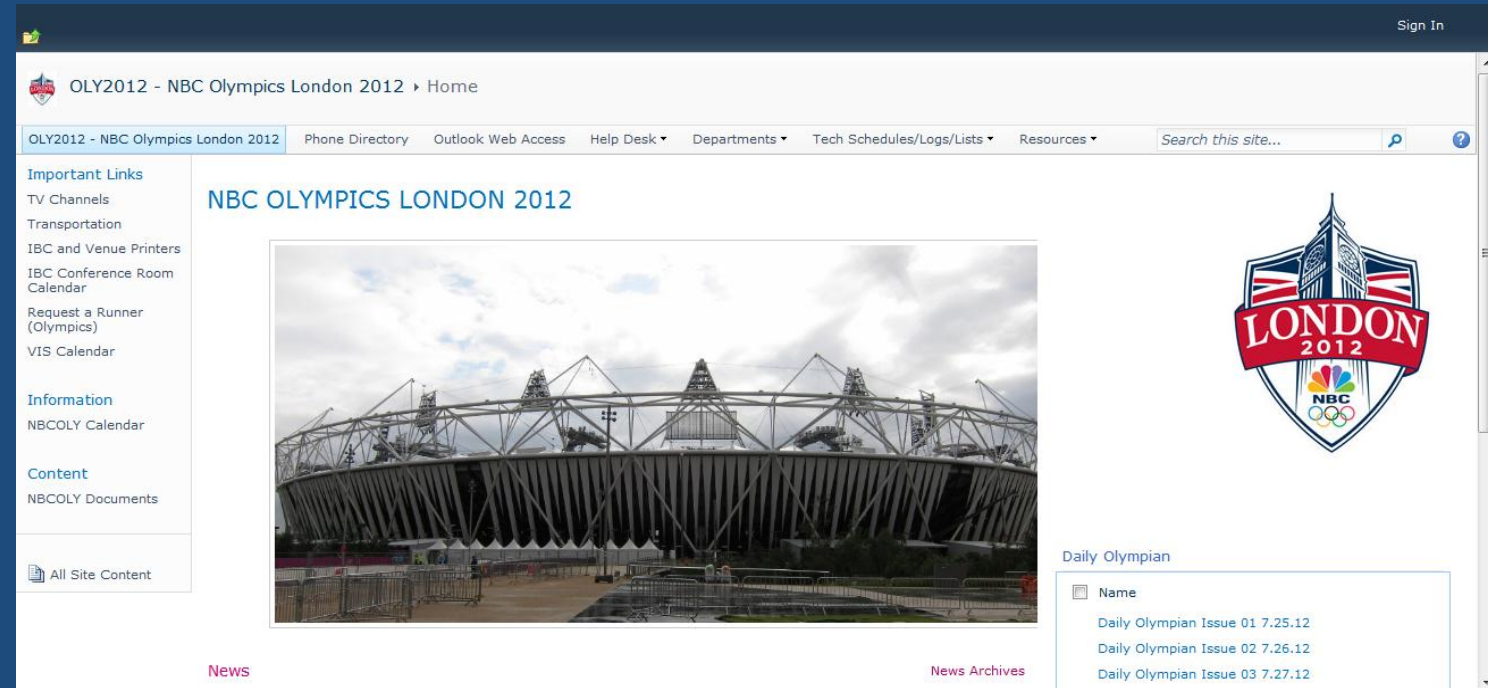 Sign In
OLY2012 - NBC Olympics London 2012 ▸ Home
OLY2012 - NBC Olympics London 2012 Phone Directory Outlook Web Access Help Desk Departments Tech Schedules/Logs/Lists Resources Search this site...
Important Links
TV Channels
Transportation
IBC and Venue Printers
IBC Conference Room
Calendar
Request a Runner
(Olympics)
VIS Calendar
Information
NBCOLY Calendar
Content
NBCOLY Documents
All Site Content
NBC OLYMPICS LONDON 2012
News
News Archives
LONDON
2012
NBC
Daily Olympian
Name
Daily Olympian Issue 01 7.25.12
Daily Olympian Issue 02 7.26.12
Daily Olympian Issue 03 7.27.12